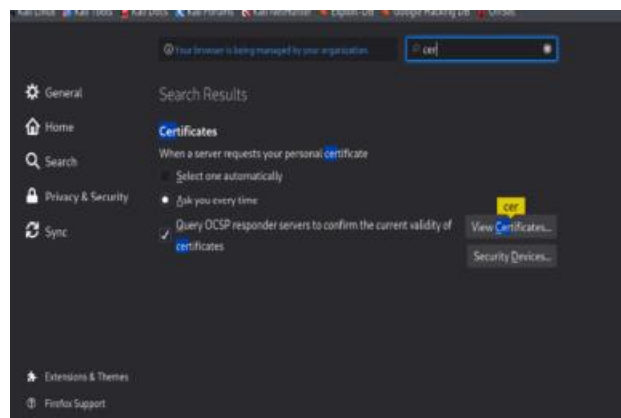 Kali Linux Kali Tools Kali Docs Kali Forums Kali NetHunter Exploit-DB Google Hacking DB OffSec
Your browser is being managed by your organization.
cer
General
Home
Search
Privacy & Security
Sync
Search Results
Certificates
When a server requests your personal certificate
Select one automatically
Ask you every time
Query OCSP responder servers to confirm the current validity of
certificates
cer
View Certificates...
Security Devices...
Extensions & Themes
Firefox Support